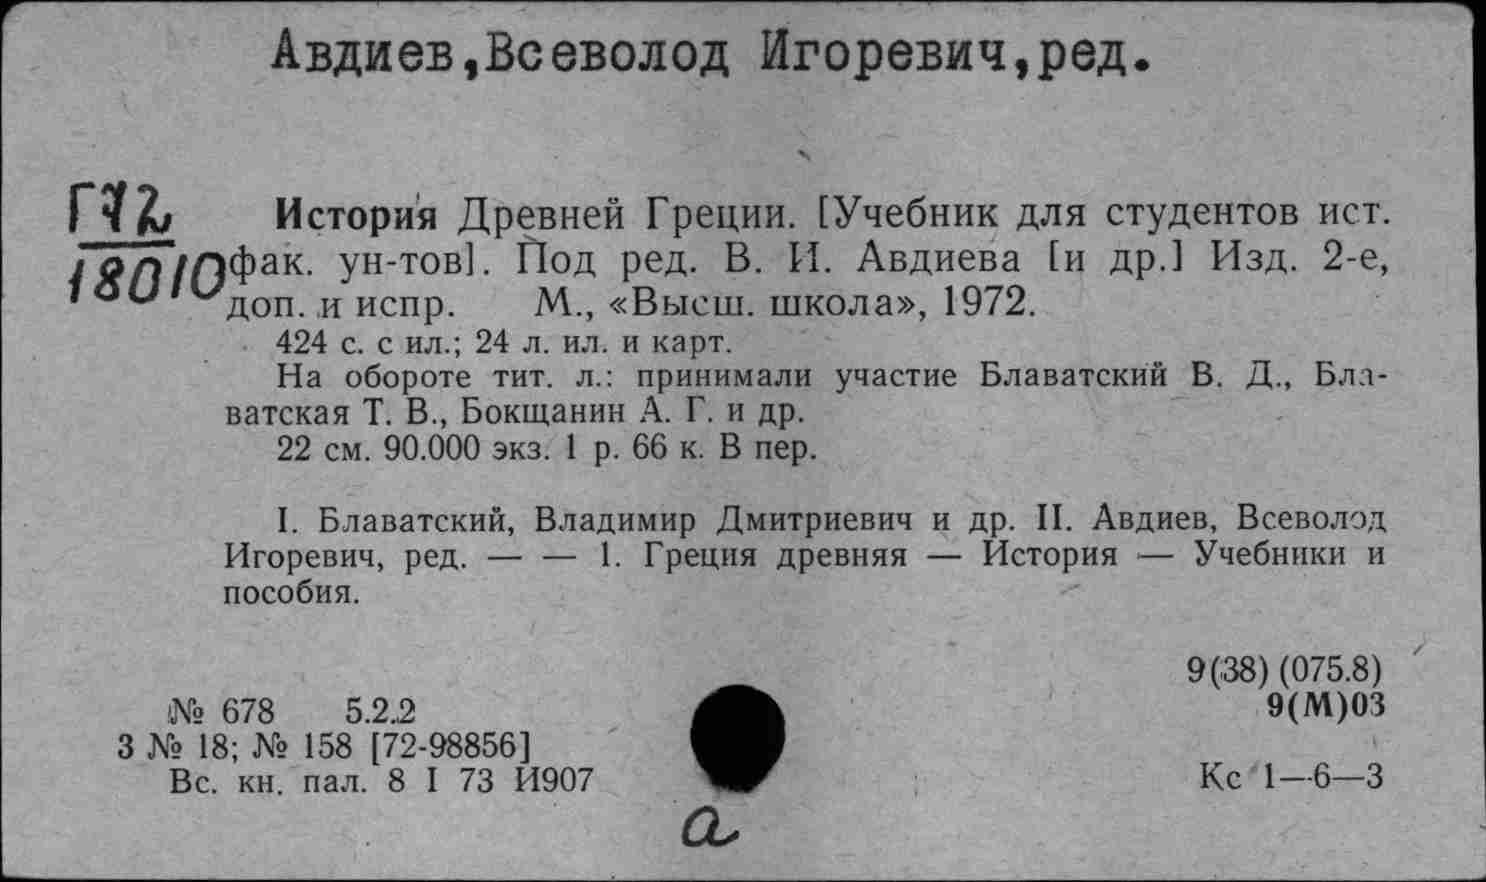 Авдиев,Всеволод Игоревич,ред.
Г72
18010
История Древней Греции. [Учебник для студентов ист.
фак. ун-тов]. Под ред. В. И. Авдиева [и др.] Изд. 2-е,
доп. и испр. М., «Высш. школа», 1972.
424 с. с ил.; 24 л. ил. и карт.
На обороте тит. л.: принимали участие Блаватский В. Д., Бла-
ватская Т. В., Бокщанин А. Г. и др.
22 см. 90.000 экз. 1 р. 66 к. В пер.
I. Блаватский, Владимир Дмитриевич и др. II. Авдиев, Всеволод
Игоревич, ред. — — 1. Греция древняя — История — Учебники и
пособия.
9(38) (075.8)
№ 678 5.2.2
9(М)03
3 № 18; № 158 [72-98856]
Вс. кн. пал. 8 I 73 И907
Кс 1—6—3
а